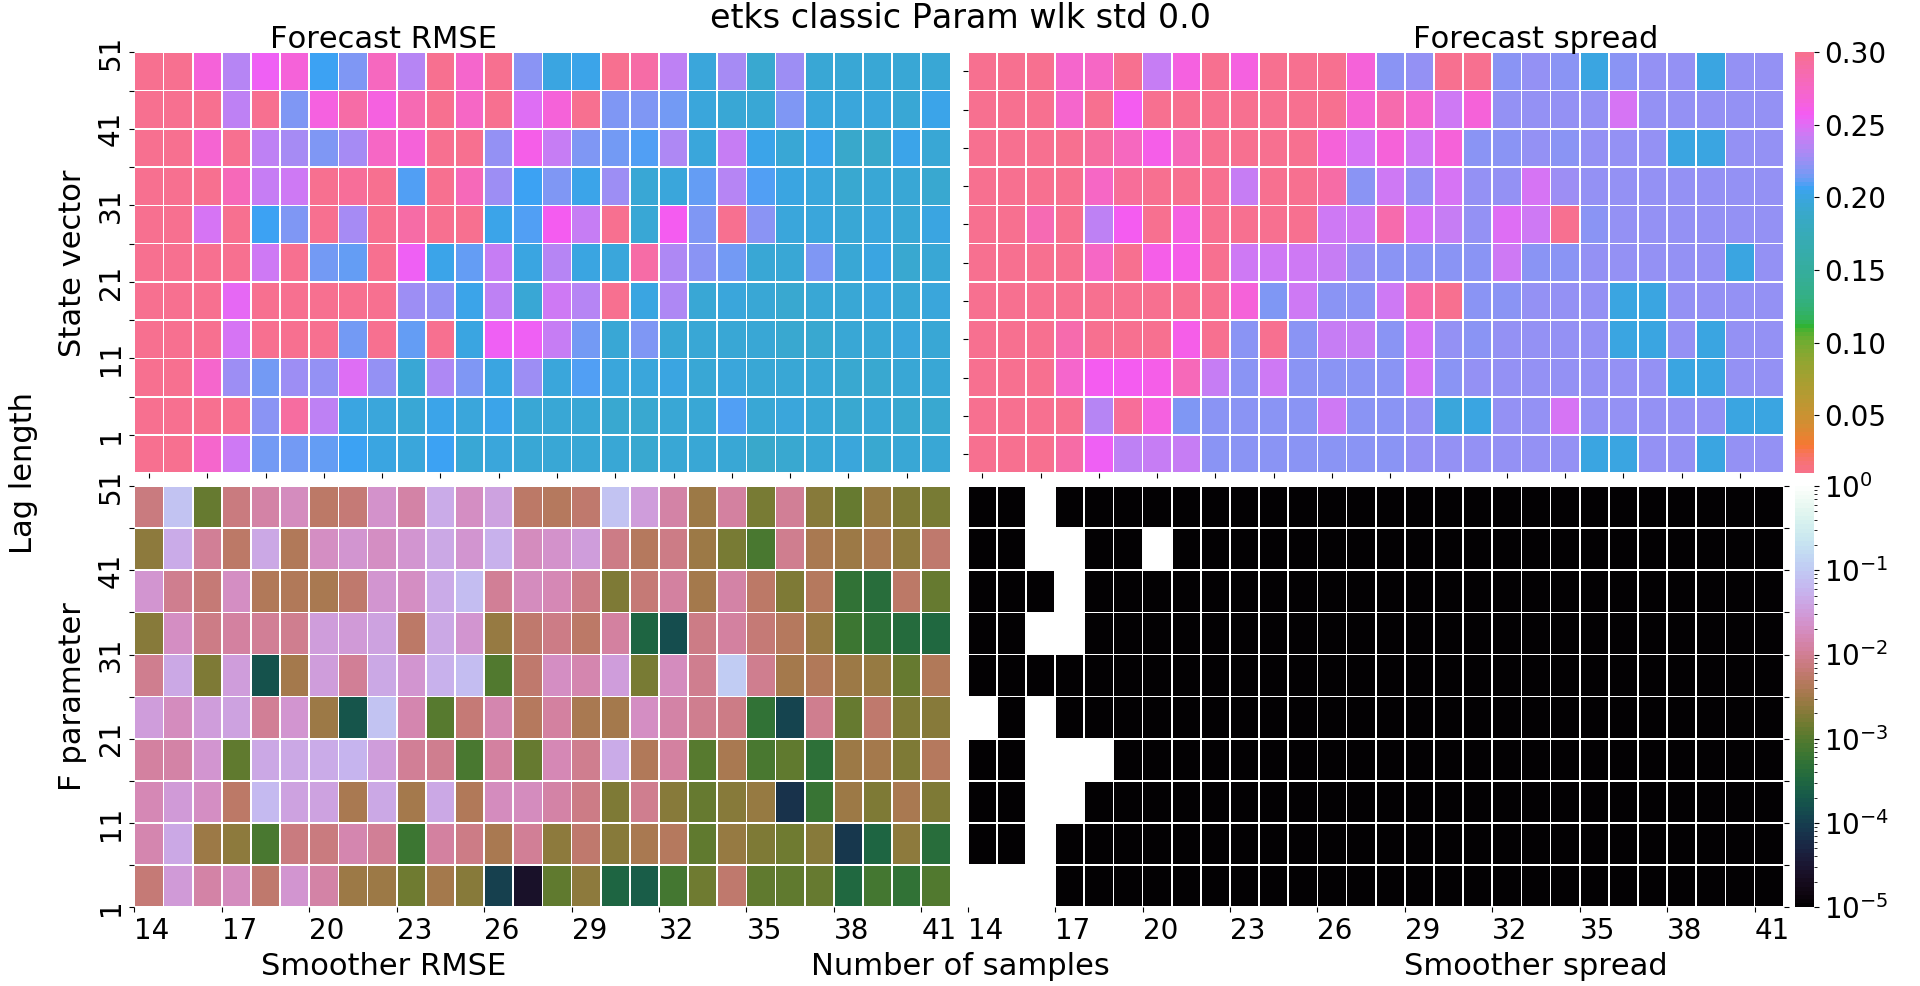 etks classic Param wlk std 0.0
Forecast RMSE
Forecast spread
51
41
31
21
11
1
State vector
0.30
0.25
0.20
0.15
0.10
0.05
Lag length
51
41
31
21
11
1
F parameter
10^0
10^-1
10^-2
10^-3
10^-4
10^-5
14 17 20 23 26 29 32 35 38 41
14 17 20 23 26 29 32 35 38 41
Smoother RMSE
Number of samples
Smoother spread